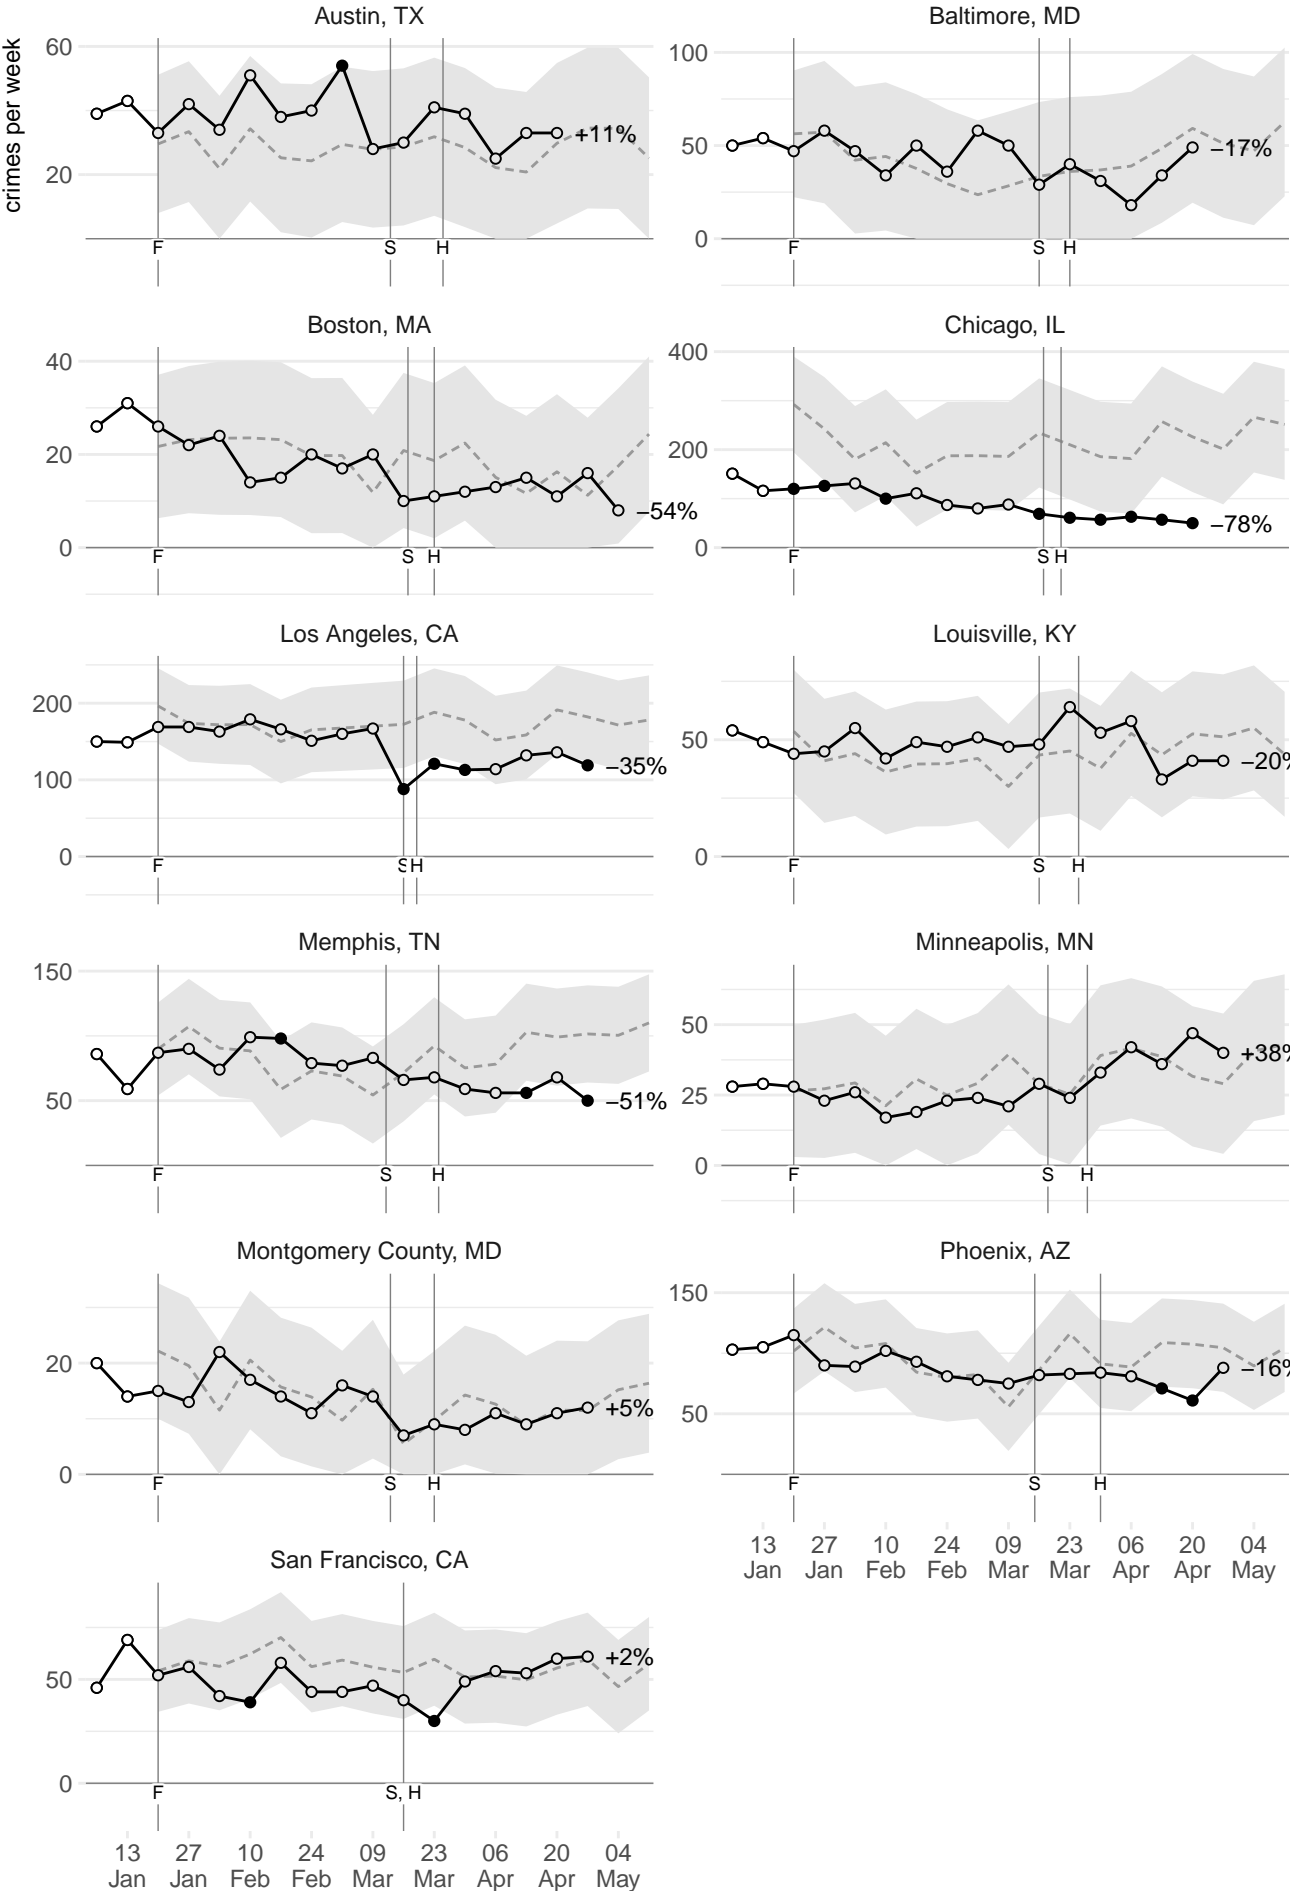 crimes per week
Austin, TX
60
20
+11%
F S H
Baltimore, MD
100
50
0
−17%
F S H
Boston, MA
40
20
0
−54%
F S H
Chicago, IL
400
200
0
−78%
F S H
Los Angeles, CA
200
100
0
−35%
F S H
Louisville, KY
50
0
−20%
F S H
Memphis, TN
150
50
−51%
F S H
Minneapolis, MN
50
25
0
+38%
F S H
Montgomery County, MD
20
0
+5%
F S H
Phoenix, AZ
150
50
−16%
F S H
13 27 10 24 09 23 06 20 04
Jan Jan Feb Feb Mar Mar Apr Apr May
San Francisco, CA
50
0
+2%
F S, H
13 27 10 24 09 23 06 20 04
Jan Jan Feb Feb Mar Mar Apr Apr May